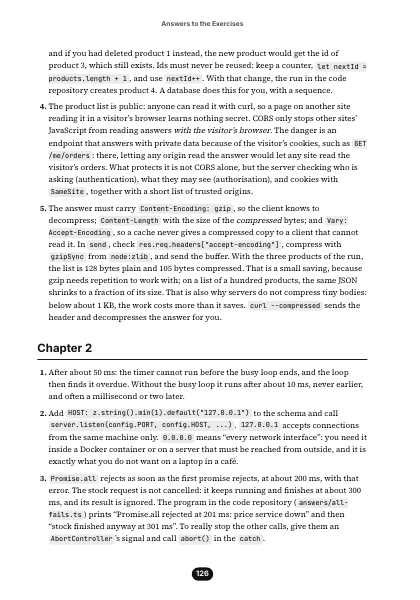 Answers to the Exercises
and if you had deleted product 1 instead, the new product would get the id of
product 3, which still exists. Ids must never be reused: keep a counter, let nextId =
products.length + 1, and use nextId++. With that change, the run in the code
repository creates product 4. A database does this for you, with a sequence.
4. The product list is public: anyone can read it with curl, so a page on another site
reading it in a visitor's browser learns nothing secret. CORS only stops other sites'
JavaScript from reading answers with the visitor's browser. The danger is an
endpoint that answers with private data because of the visitor's cookies, such as GET
/me/orders: there, letting any origin read the answer would let any site read the
visitor's orders. What protects it is not CORS alone, but the server checking who is
asking (authentication), what they may see (authorisation), and cookies with
SameSite, together with a short list of trusted origins.
5. The answer must carry Content-Encoding: gzip, so the client knows to
decompress; Content-Length with the size of the compressed bytes; and Vary:
Accept-Encoding, so a cache never gives a compressed copy to a client that cannot
read it. In send, check res.req.headers["accept-encoding"], compress with
gzipSync from node:zlib, and send the buffer. With the three products of the run,
the list is 128 bytes plain and 105 bytes compressed. That is a small saving, because
gzip needs repetition to work with; on a list of a hundred products, the same JSON
shrinks to a fraction of its size. That is also why servers do not compress tiny bodies:
below about 1 KB, the work costs more than it saves. curl --compressed sends the
header and decompresses the answer for you.
Chapter 2
1. After about 50 ms: the timer cannot run before the busy loop ends, and the loop
then finds it overdue. Without the busy loop it runs after about 10 ms, never earlier,
and often a millisecond or two later.
2. Add HOST: z.string().min(1).default("127.0.0.1") to the schema and call
server.listen(config.PORT, config.HOST, ...). 127.0.0.1 accepts connections
from the same machine only. 0.0.0.0 means "every network interface": you need it
inside a Docker container or on a server that must be reached from outside, and it is
exactly what you do not want on a laptop in a café.
3. Promise.all rejects as soon as the first promise rejects, at about 200 ms, with that
error. The stock request is not cancelled: it keeps running and finishes at about 300
ms, and its result is ignored. The program in the code repository (answers/all-
fails.ts) prints "Promise.all rejected at 201 ms: price service down" and then
"stock finished anyway at 301 ms". To really stop the other calls, give them an
AbortController's signal and call abort() in the catch.
126